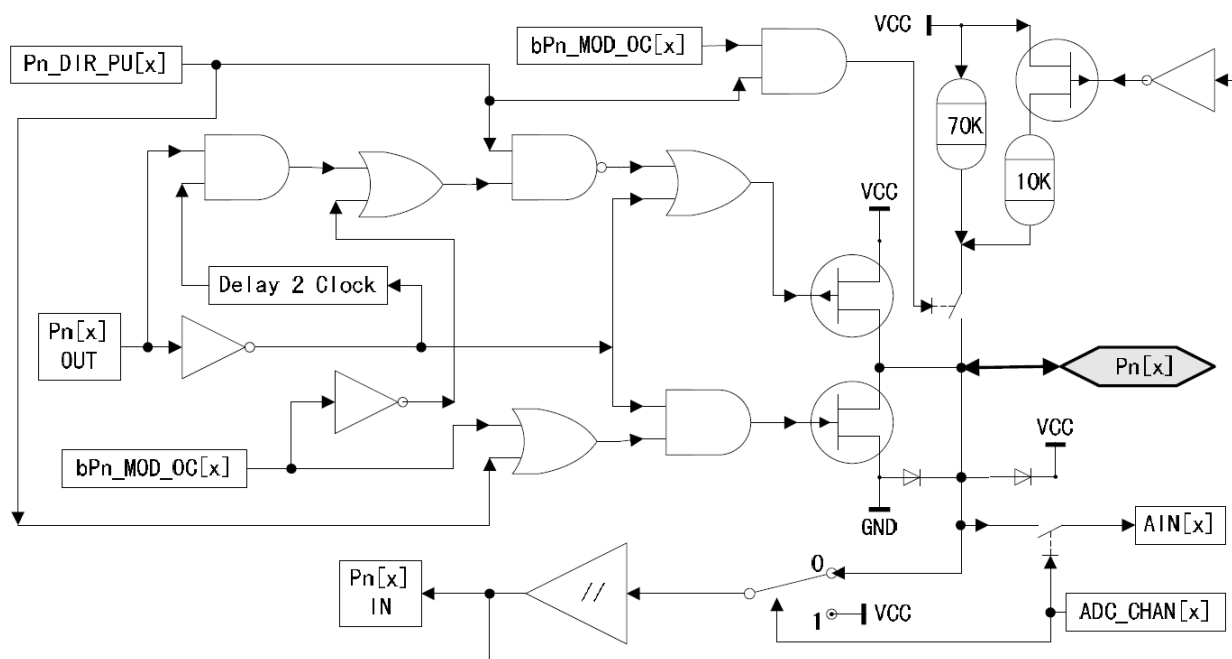 bPn_MOD_OC[x]
VCC
Pn_DIR_PU[x]
70K
10K
VCC
Delay 2 Clock
Pn[x]
OUT
Pn[x]
bPn_MOD_OC[x]
VCC
GND
AIN[x]
Pn[x]
IN
//
0
1
VCC
ADC_CHAN[x]